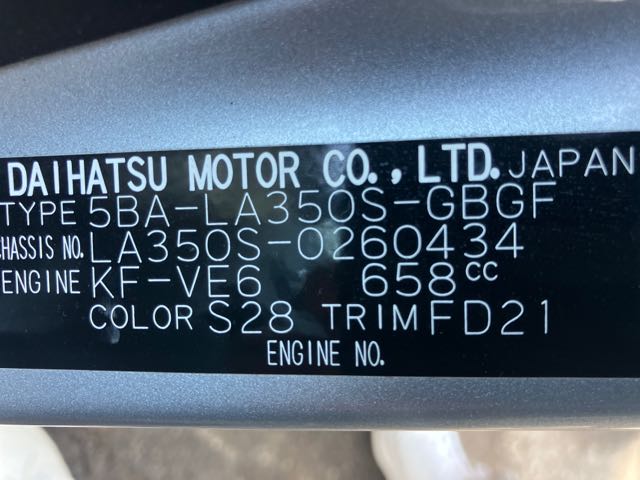 DAIHATSU MOTOR CO., LTD. JAPAN
TYPE 5BA-LA350S-GBGF
CHASSIS NO. LA350S-0260434
ENGINE KF-VE6 658cc
COLOR S28 TRIM FD21
ENGINE NO.